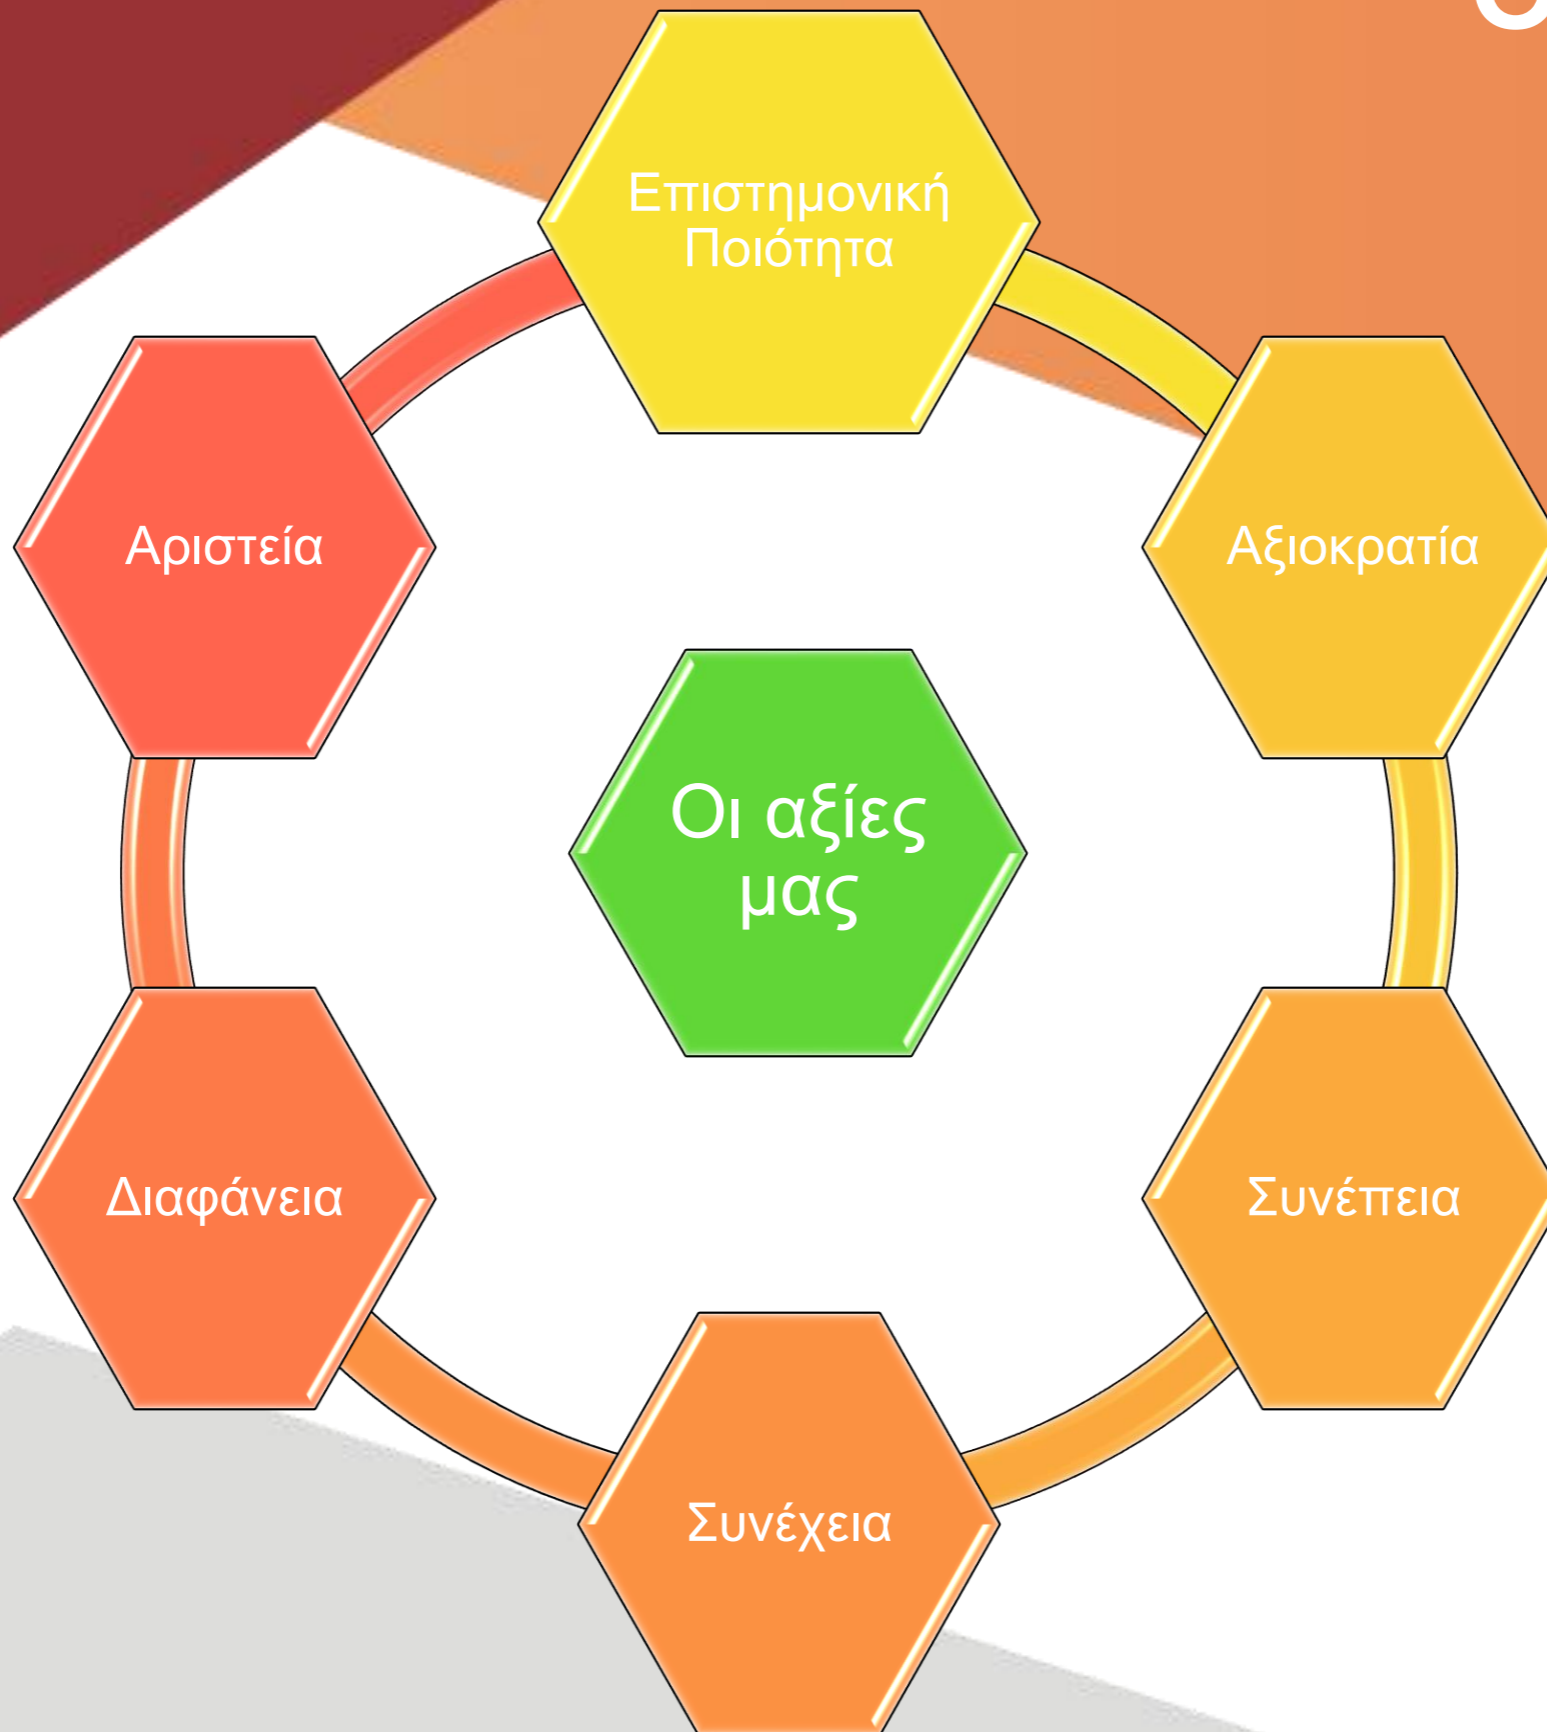 Επιστημονική
Ποιότητα
Αριστεία
Αξιοκρατία
Οι αξίες
μας
Διαφάνεια
Συνέπεια
Συνέχεια